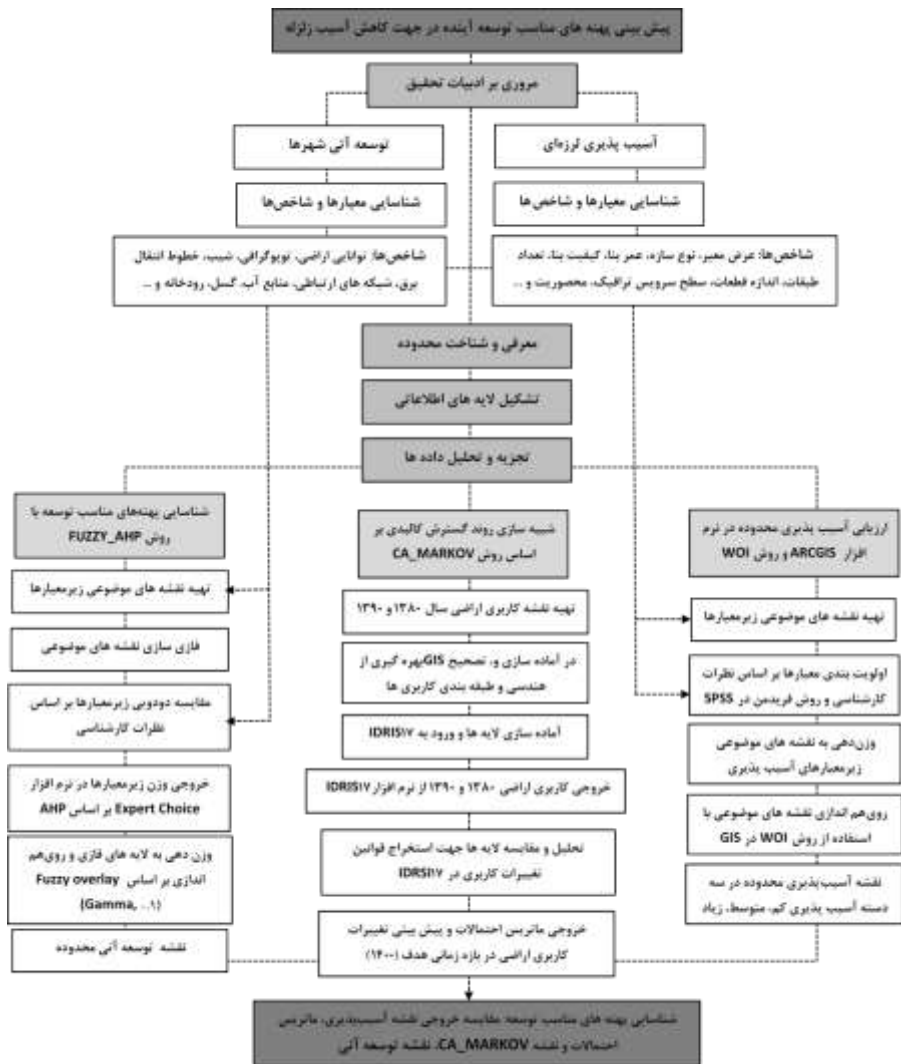 پیش بینی پهنه های مناسب توسعه آینده در جهت کاهش آسیب زلزله
مروری بر ادبیات تحقیق
آسیب پذیری لرزه‌ای
توسعه آتی شهرها
شناسایی معیارها و شاخص‌ها
شناسایی معیارها و شاخص‌ها
شاخص‌ها: عرض معبر، نوع سازه، عمر بنا، کیفیت بنا، تعداد
طبقات، اندازه قطعات، سطح سرویس ترافیک، محصوریت و ...
شاخص‌ها: توانایی اراضی، توپوگرافی، شیب، خطوط انتقال
برق، شبکه های ارتباطی، منابع آب، گسل، رودخانه و ...
معرفی و شناخت محدوده
تشکیل لایه های اطلاعاتی
تجزیه و تحلیل داده ها
ارزیابی آسیب پذیری محدوده در نرم
افزار ARCGIS و روش WOI
تهیه نقشه های موضوعی زیرمعیارها
اولویت بندی معیارها بر اساس نظرات
کارشناسی و روش فریدمن در SPSS
وزن‌دهی به نقشه های موضوعی
زیرمعیارهای آسیب پذیری
روی‌هم اندازی نقشه های موضوعی با
استفاده از روش WOI در GIS
نقشه آسیب‌پذیری محدوده در سه
دسته آسیب پذیری کم، متوسط، زیاد
شبیه سازی روند گسترش کالبدی بر
اساس روش CA_MARKOV
تهیه نقشه کاربری اراضی سال ۱۳۸۰ و ۱۳۹۰
در آماده سازی و، تصحیح GISبهره گیری از
هندسی و طبقه بندی کاربری ها
آماده سازی لایه ها و ورود به IDRIS۱۷
خروجی کاربری اراضی ۱۳۸۰ و ۱۳۹۰ از نرم افزار IDRIS۱۷
تحلیل و مقایسه لایه ها جهت استخراج قوانین
تغییرات کاربری در IDRSI۱۷
خروجی ماتریس احتمالات و پیش بینی تغییرات
کاربری اراضی در بازه زمانی هدف (۱۴۰۰)
شناسایی پهنه‌های مناسب توسعه با
روش FUZZY_AHP
تهیه نقشه های موضوعی زیرمعیارها
فازی سازی نقشه های موضوعی
مقایسه دودویی زیرمعیارها بر اساس
نظرات کارشناسی
خروجی وزن زیرمعیارها در نرم افزار
Expert Choice بر اساس AHP
وزن دهی به لایه های فازی و روی‌هم
اندازی بر اساس Fuzzy overlay
(Gamma,
نقشه توسعه آتی محدوده
شناسایی پهنه های مناسب توسعه: مقایسه خروجی نقشه آسیب‌پذیری، ماتریس
احتمالات و نقشه CA_MARKOV، نقشه توسعه آتی